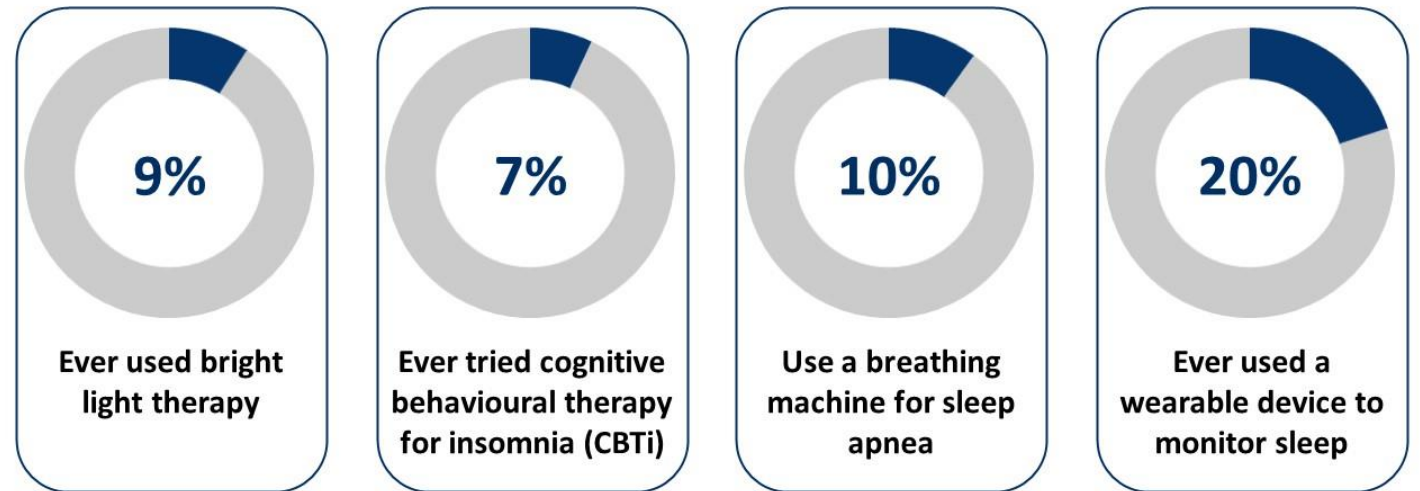 9%
Ever used bright
light therapy
7%
Ever tried cognitive
behavioural therapy
for insomnia (CBTi)
10%
Use a breathing
machine for sleep
apnea
20%
Ever used a
wearable device to
monitor sleep